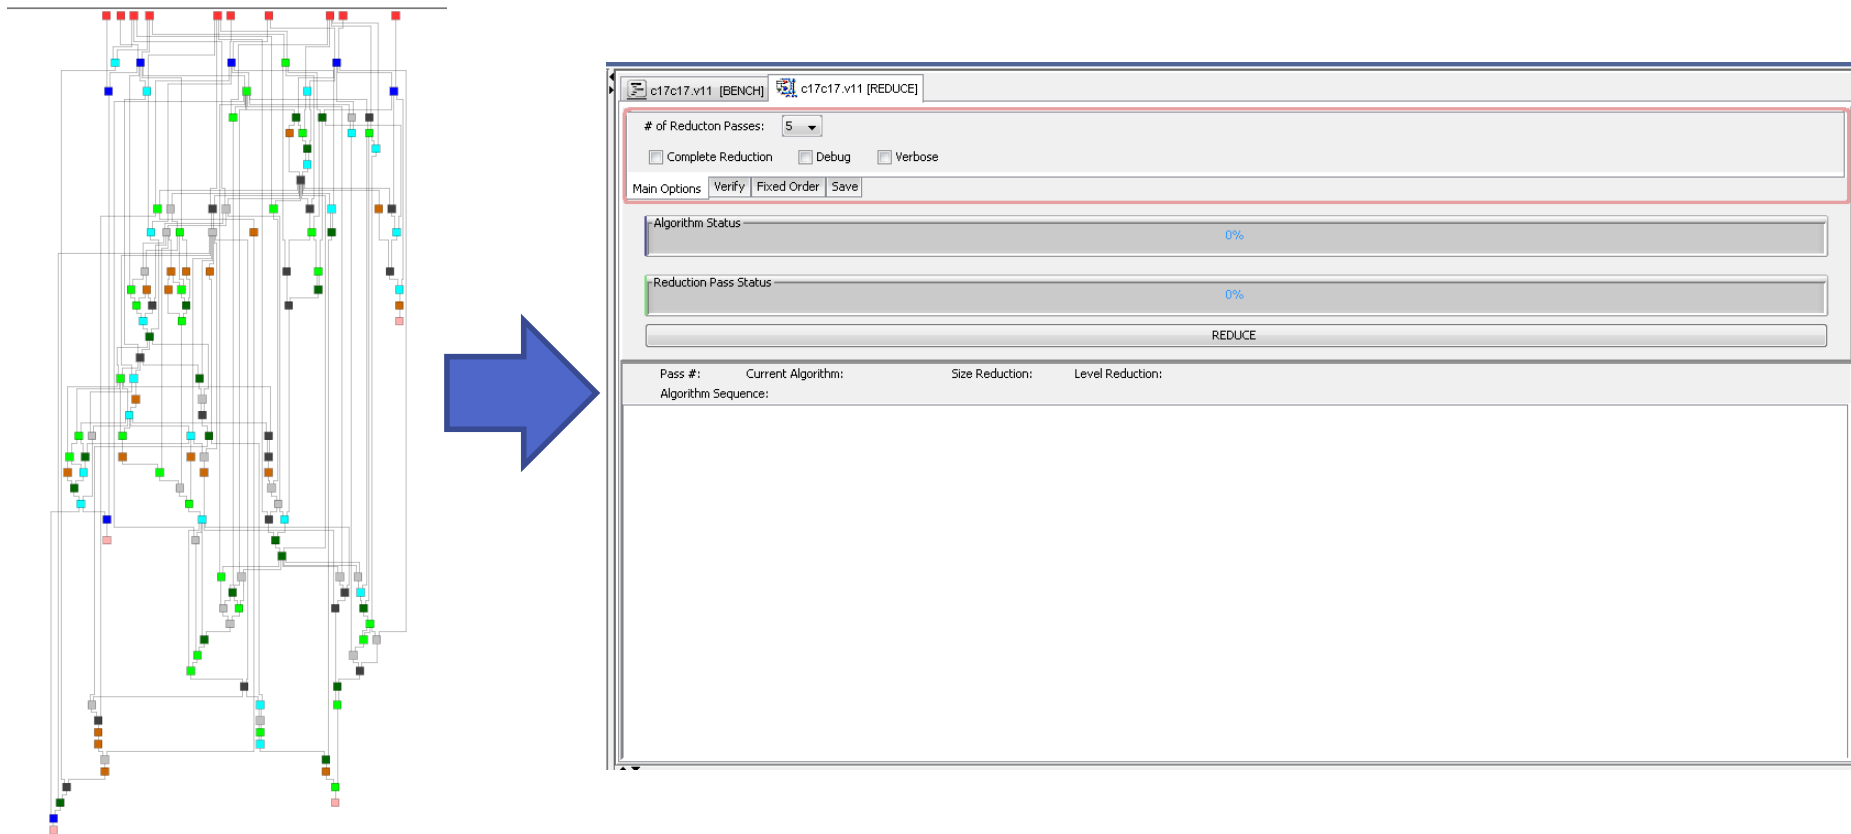 c17c17.v11 [BENCH] c17c17.v11 [REDUCE]
# of Reducton Passes: 5
Complete Reduction Debug Verbose
Main Options Verify Fixed Order Save
Algorithm Status
0%
Reduction Pass Status
0%
REDUCE
Pass #: Current Algorithm: Size Reduction: Level Reduction:
Algorithm Sequence: